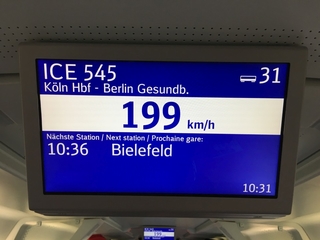 ICE 545 31
Köln Hbf - Berlin Gesundb.
199 km/h
Nächste Station / Next station / Prochaine gare:
10:36 Bielefeld
10:31